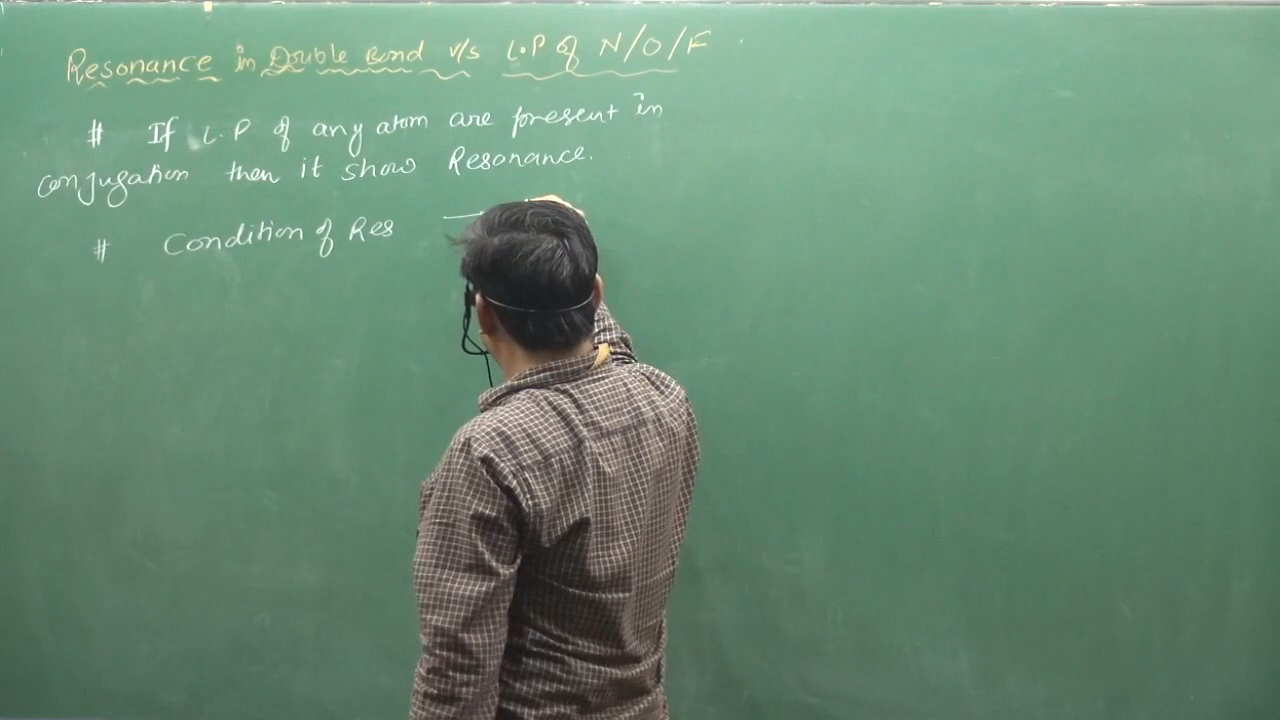 Resonance in Double Bond v/s L.P of N/O/F
# If L.P of any atom are present in
conjugation then it show Resonance.
# Condition of Res